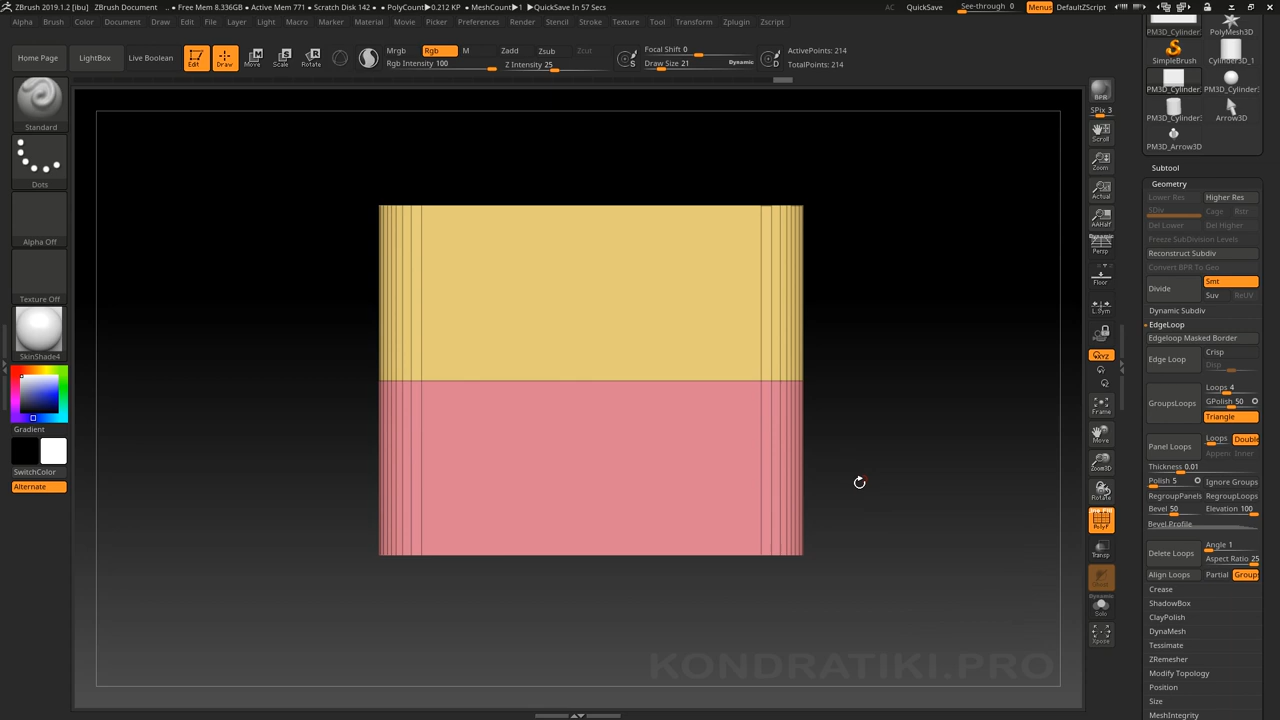 ZBrush 2019.1.2 [ibu]
ZBrush Document
• Free Mem 8.336GB • Active Mem 771 • Scratch Disk 142 • PolyCount▶0.212 KP • MeshCount▶1 ▶QuickSave In 57 Secs
AC
QuickSave
See-through 0
Menus
DefaultZScript
Alpha Brush Color Document Draw Edit File Layer Light Macro Marker Material Movie Picker Preferences Render Stencil Stroke Texture Tool Transform Zplugin Zscript
Home Page
LightBox
Live Boolean
Edit
Draw
Move
Scale
Rotate
Mrgb
Rgb
Rgb Intensity 100
Zadd
Zsub
Zcut
Z Intensity 25
Focal Shift 0
Draw Size 21
Dynamic
ActivePoints: 214
TotalPoints: 214
Standard
Dots
Alpha Off
Texture Off
SkinShade4
Gradient
SwitchColor
Alternate
BPR
SPix 3
Scroll
Zoom
Actual
AAHalf
Dynamic
Persp
Floor
L.Sym
XYZ
Frame
Move
Zoom3D
Rotate
PolyF
Transp
Ghost
Dynamic
Solo
Xpose
PM3D_Cylinder
PolyMesh3D
SimpleBrush
Cylinder3D_1
PM3D_Cylinder3
PM3D_Cylinder3
PM3D_Cylinder3
Arrow3D
PM3D_Arrow3D
Subtool
Geometry
Lower Res
Higher Res
SDiv
Cage
Rstr
Del Lower
Del Higher
Freeze SubDivision Levels
Reconstruct Subdiv
Convert BPR To Geo
Divide
Smt
Suv
ReUV
Dynamic Subdiv
EdgeLoop
Edgeloop Masked Border
Edge Loop
Crisp
Disp
GroupsLoops
Loops 4
GPolish 50
Triangle
Panel Loops
Loops
Double
Append
Inner
Thickness 0.01
Polish 5
Ignore Groups
RegroupPanels
RegroupLoops
Bevel 50
Elevation 100
Bevel Profile
Delete Loops
Angle 1
Aspect Ratio 25
Align Loops
Partial
Groups
Crease
ShadowBox
ClayPolish
DynaMesh
Tessimate
ZRemesher
Modify Topology
Position
Size
MeshIntegrity
KONDRATIKI.PRO